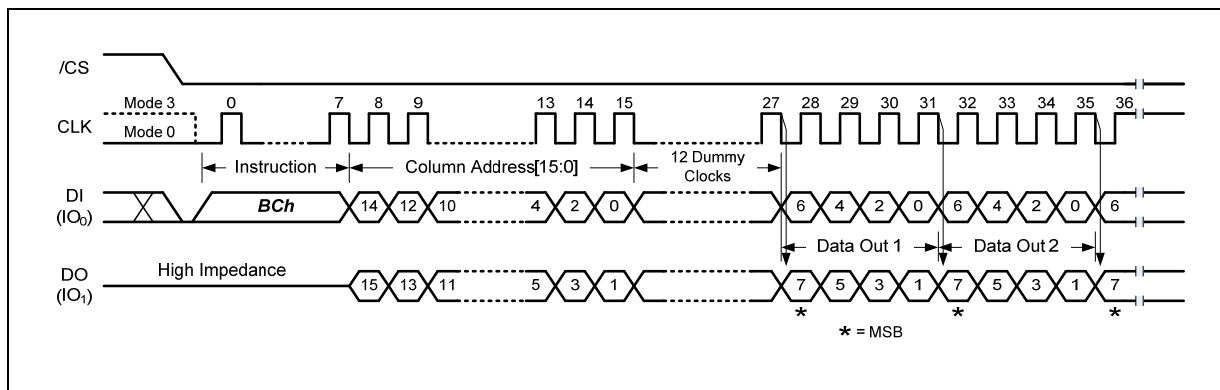 /CS
Mode 3 0 7 8 9 13 14 15 27 28 29 30 31 32 33 34 35 36
CLK
Mode 0
Instruction Column Address[15:0] 12 Dummy
Clocks
DI
(IO0) BCh 14 12 10 4 2 0 6 4 2 0 6 4 2 0 6
Data Out 1 Data Out 2
High Impedance
DO
(IO1) 15 13 11 5 3 1 7 5 3 1 7 5 3 1 7
* * *
* = MSB